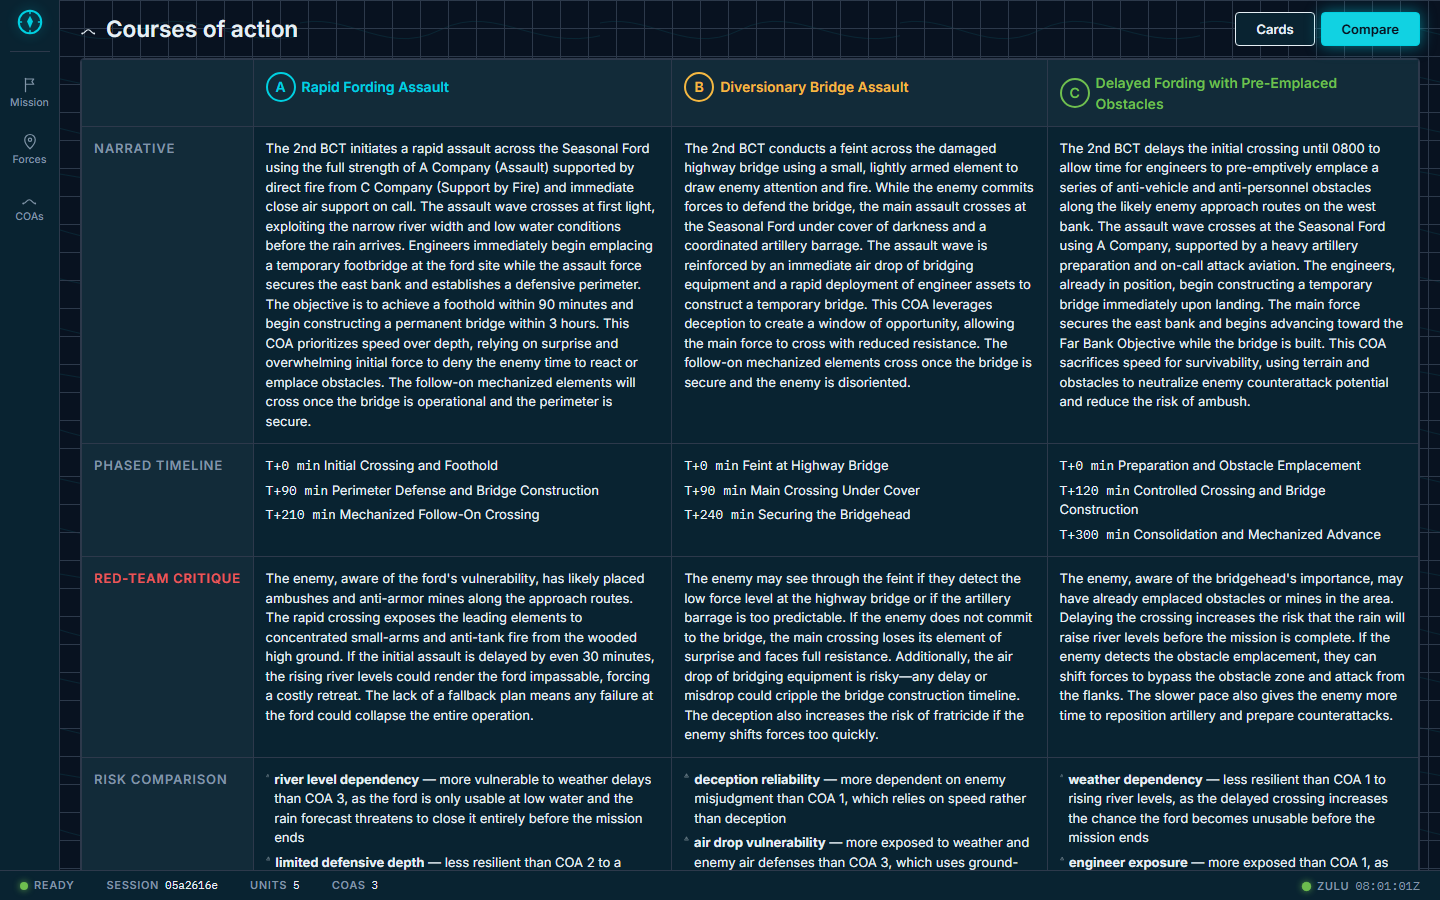 Courses of action
Cards
Compare
Mission
Forces
COAs
A Rapid Fording Assault
B Diversionary Bridge Assault
C Delayed Fording with Pre-Emplaced
Obstacles
NARRATIVE
The 2nd BCT initiates a rapid assault across the Seasonal Ford
using the full strength of A Company (Assault) supported by
direct fire from C Company (Support by Fire) and immediate
close air support on call. The assault wave crosses at first light,
exploiting the narrow river width and low water conditions
before the rain arrives. Engineers immediately begin emplacing
a temporary footbridge at the ford site while the assault force
secures the east bank and establishes a defensive perimeter.
The objective is to achieve a foothold within 90 minutes and
begin constructing a permanent bridge within 3 hours. This
COA prioritizes speed over depth, relying on surprise and
overwhelming initial force to deny the enemy time to react or
emplace obstacles. The follow-on mechanized elements will
cross once the bridge is operational and the perimeter is
secure.
The 2nd BCT conducts a feint across the damaged
highway bridge using a small, lightly armed element to
draw enemy attention and fire. While the enemy commits
forces to defend the bridge, the main assault crosses at
the Seasonal Ford under cover of darkness and a
coordinated artillery barrage. The assault wave is
reinforced by an immediate air drop of bridging
equipment and a rapid deployment of engineer assets to
construct a temporary bridge. This COA leverages
deception to create a window of opportunity, allowing
the main force to cross with reduced resistance. The
follow-on mechanized elements cross once the bridge is
secure and the enemy is disoriented.
The 2nd BCT delays the initial crossing until 0800 to
allow time for engineers to pre-emptively emplace a
series of anti-vehicle and anti-personnel obstacles
along the likely enemy approach routes on the west
bank. The assault wave crosses at the Seasonal Ford
using A Company, supported by a heavy artillery
preparation and on-call attack aviation. The engineers,
already in position, begin constructing a temporary
bridge immediately upon landing. The main force
secures the east bank and begins advancing toward the
Far Bank Objective while the bridge is built. This COA
sacrifices speed for survivability, using terrain and
obstacles to neutralize enemy counterattack potential
and reduce the risk of ambush.
PHASED TIMELINE
T+0 min Initial Crossing and Foothold
T+90 min Perimeter Defense and Bridge Construction
T+210 min Mechanized Follow-On Crossing
T+0 min Feint at Highway Bridge
T+90 min Main Crossing Under Cover
T+240 min Securing the Bridgehead
T+0 min Preparation and Obstacle Emplacement
T+120 min Controlled Crossing and Bridge
Construction
T+300 min Consolidation and Mechanized Advance
RED-TEAM CRITIQUE
The enemy, aware of the ford's vulnerability, has likely placed
ambushes and anti-armor mines along the approach routes.
The rapid crossing exposes the leading elements to
concentrated small-arms and anti-tank fire from the wooded
high ground. If the initial assault is delayed by even 30 minutes,
the rising river levels could render the ford impassable, forcing
a costly retreat. The lack of a fallback plan means any failure at
the ford could collapse the entire operation.
The enemy may see through the feint if they detect the
low force level at the highway bridge or if the artillery
barrage is too predictable. If the enemy does not commit
to the bridge, the main crossing loses its element of
surprise and faces full resistance. Additionally, the air
drop of bridging equipment is risky—any delay or
misdrop could cripple the bridge construction timeline.
The deception also increases the risk of fratricide if the
enemy shifts forces too quickly.
The enemy, aware of the bridgehead's importance, may
have already emplaced obstacles or mines in the area.
Delaying the crossing increases the risk that the rain will
raise river levels before the mission is complete. If the
enemy detects the obstacle emplacement, they can
shift forces to bypass the obstacle zone and attack from
the flanks. The slower pace also gives the enemy more
time to reposition artillery and prepare counterattacks.
RISK COMPARISON
river level dependency — more vulnerable to weather delays
than COA 3, as the ford is only usable at low water and the
rain forecast threatens to close it entirely before the mission
ends
limited defensive depth — less resilient than COA 2 to a
deception reliability — more dependent on enemy
misjudgment than COA 1, which relies on speed rather
than deception
air drop vulnerability — more exposed to weather and
enemy air defenses than COA 3, which uses ground-
weather dependency — less resilient than COA 1 to
rising river levels, as the delayed crossing increases
the chance the ford becomes unusable before the
mission ends
engineer exposure — more exposed than COA 1, as
READY
SESSION 05a2616e
UNITS 5
COAS 3
ZULU 08:01:01Z